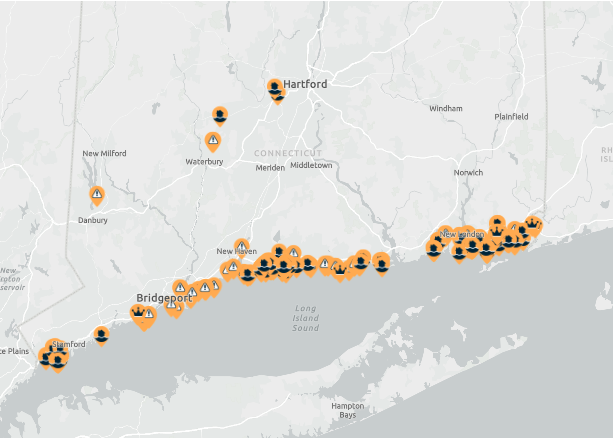 Hartford
Windham
Plainfield
New Milford
CONNECTICUT
Waterbury
Meriden
Middletown
Norwich
Danbury
New London
New Haven
Bridgeport
Long
Island
Sound
Stamford
Hampton
Bays